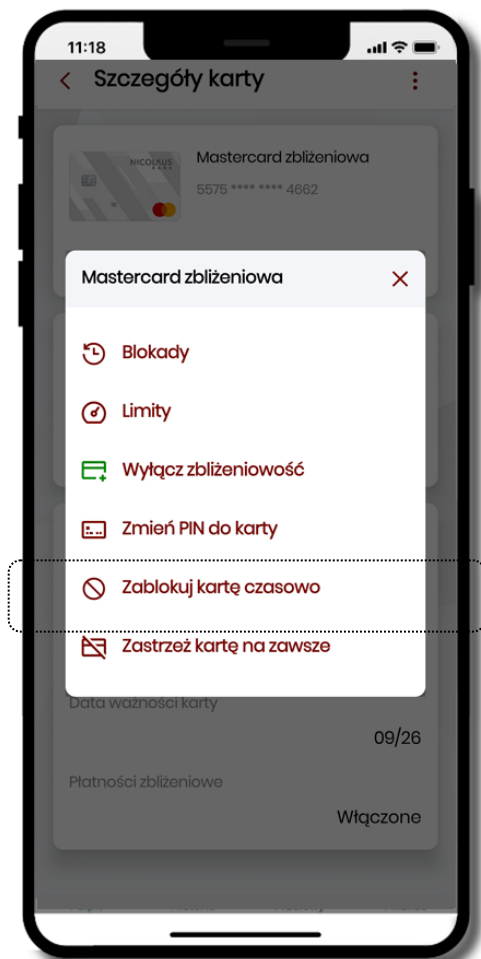 11:18
Szczegóły karty
NICOLAUS
BANK
Mastercard zbliżeniowa
5575 **** **** 4662
Mastercard zbliżeniowa
Blokady
Limity
Wyłącz zbliżeniowość
Zmień PIN do karty
Zablokuj kartę czasowo
Zastrzeż kartę na zawsze
Data ważności karty
09/26
Płatności zbliżeniowe
Włączone